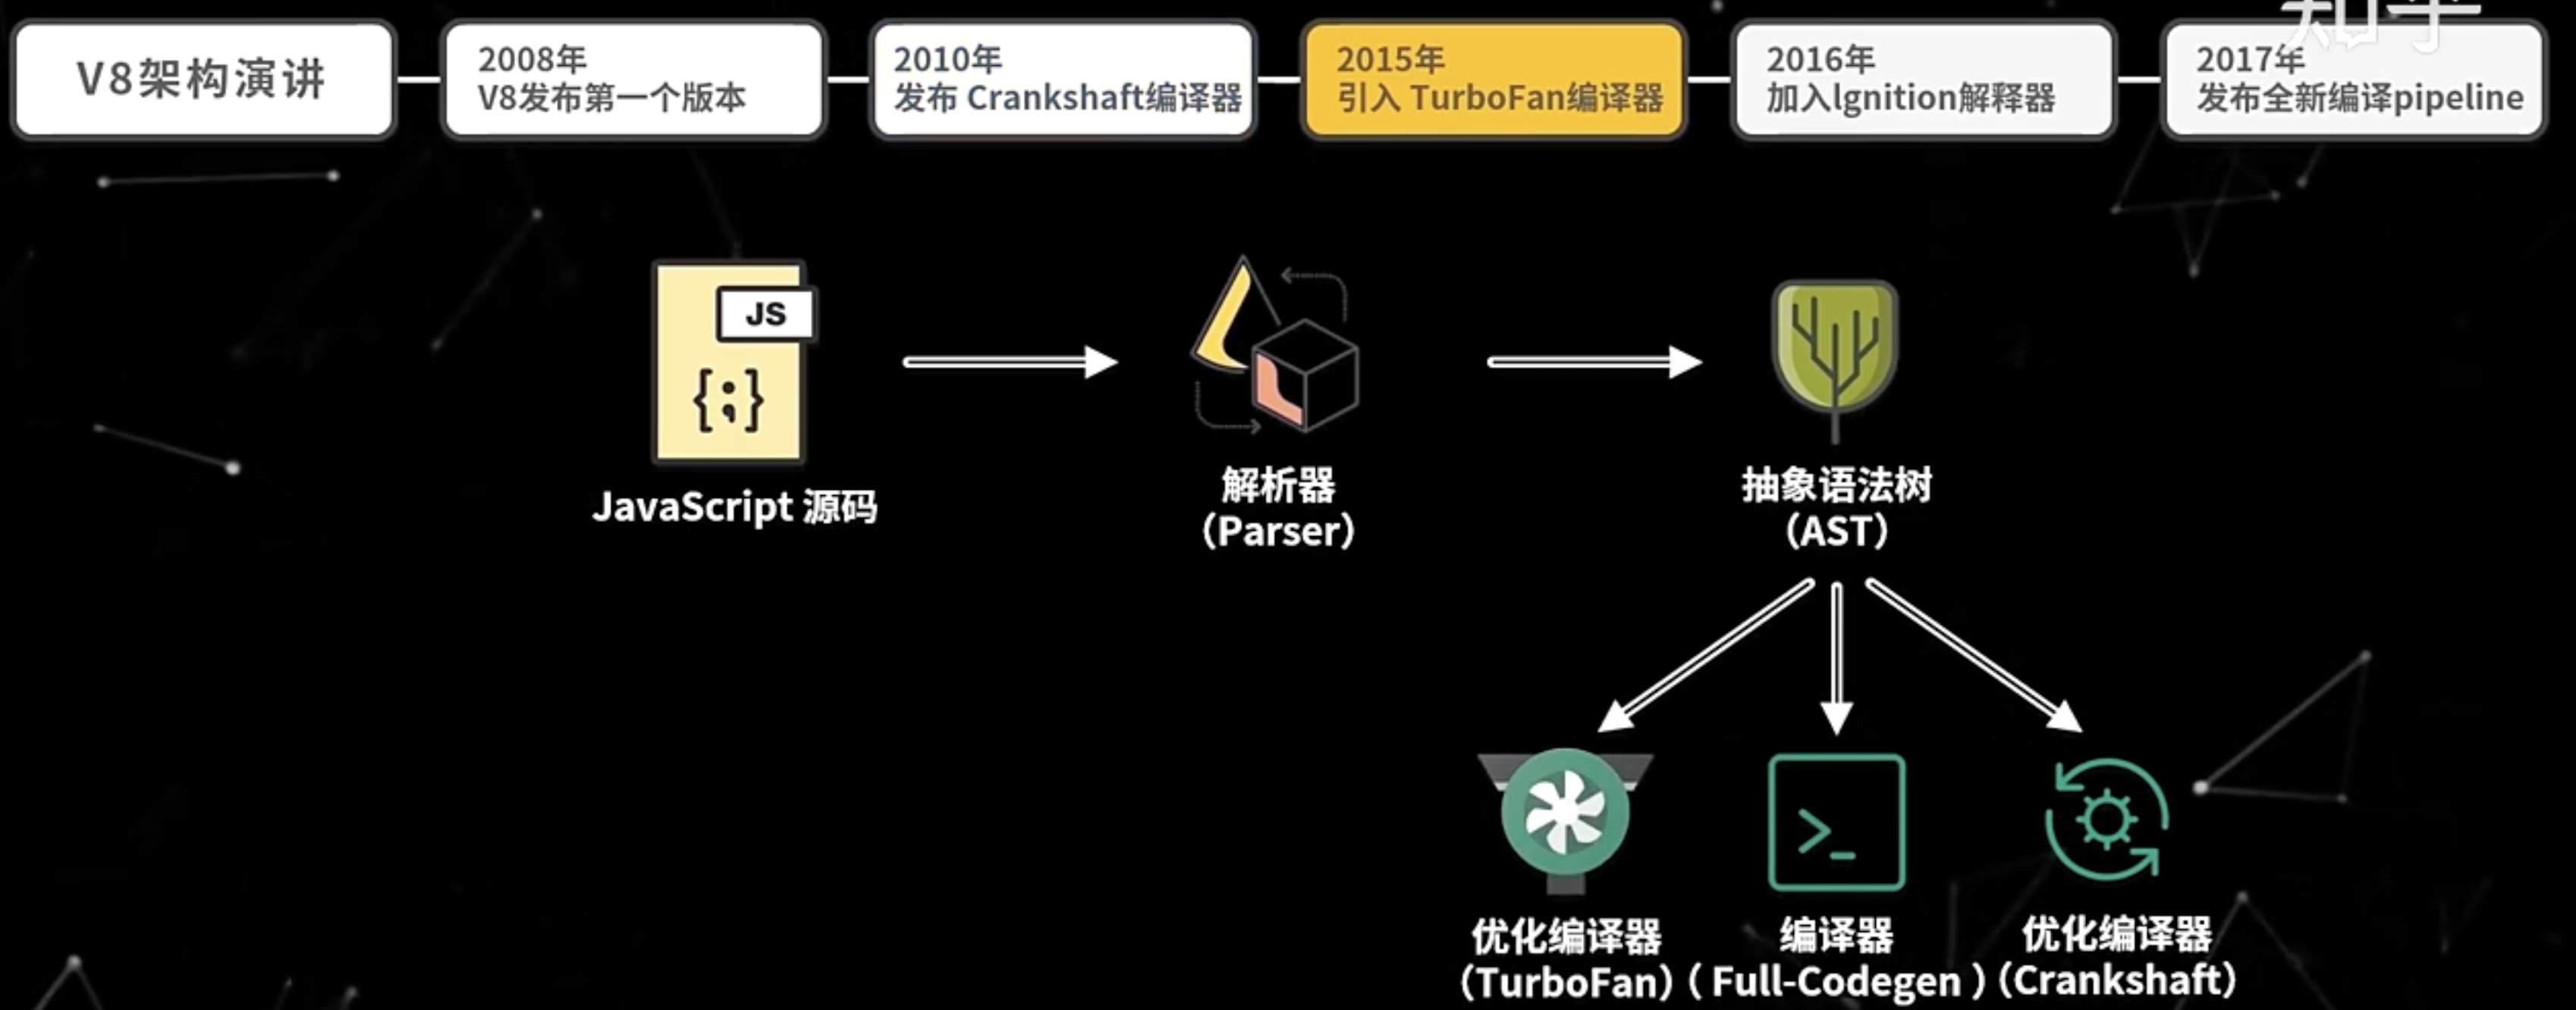 知乎
V8架构演讲
2008年
V8发布第一个版本
2010年
发布 Crankshaft编译器
2015年
引入 TurboFan编译器
2016年
加入lgnition解释器
2017年
发布全新编译pipeline
JS
{;}
JavaScript 源码
解析器
（Parser）
抽象语法树
（AST）
>_
优化编译器
（TurboFan）
编译器
（ Full-Codegen ）
优化编译器
（Crankshaft）